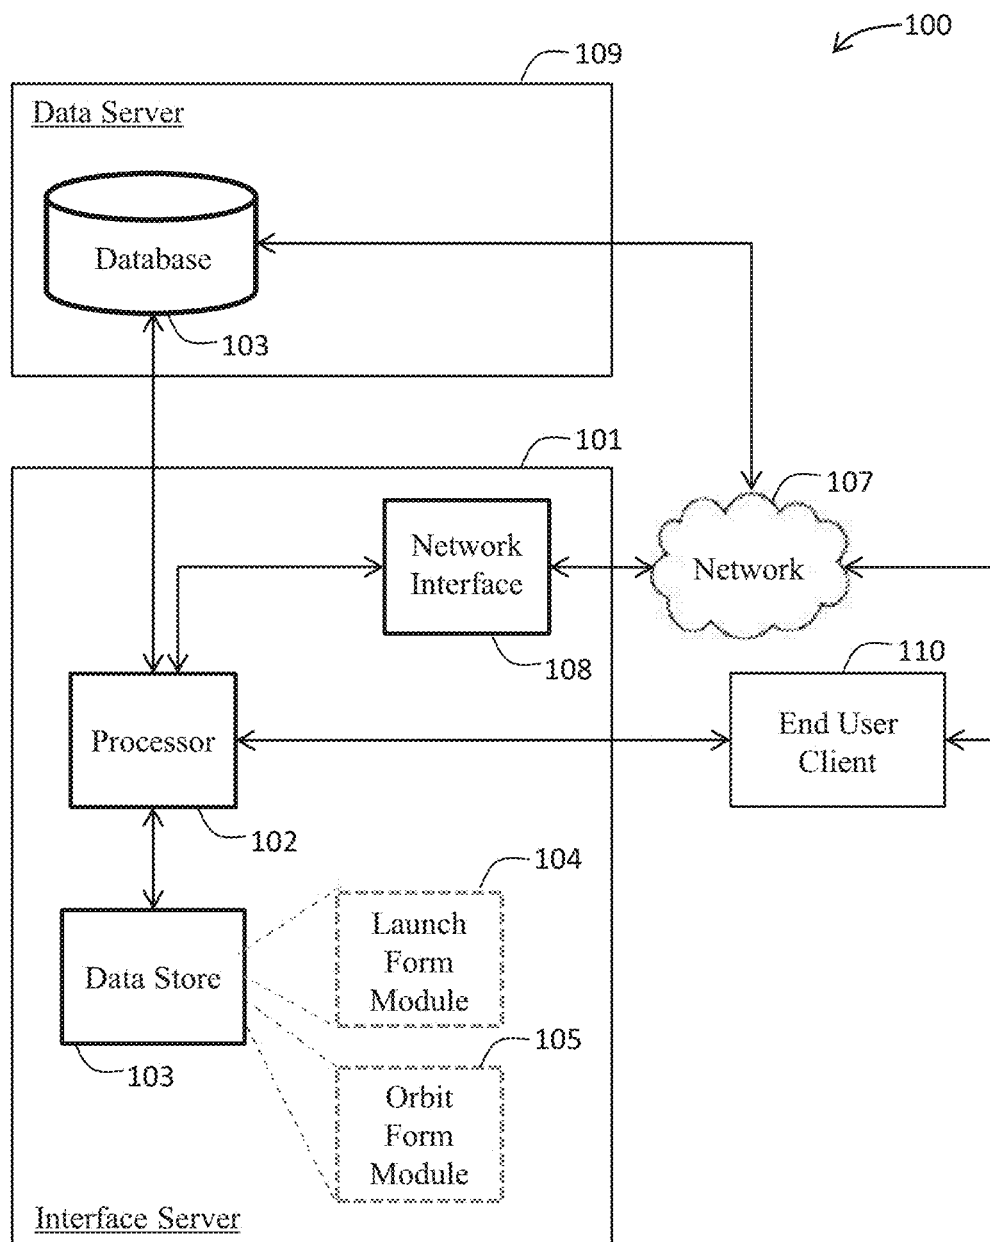 100
109
Data Server
Database
103
101
107
Network
Interface
Network
108
110
Processor
End User
Client
102
104
Launch
Form
Module
Data Store
103
105
Orbit
Form
Module
Interface Server